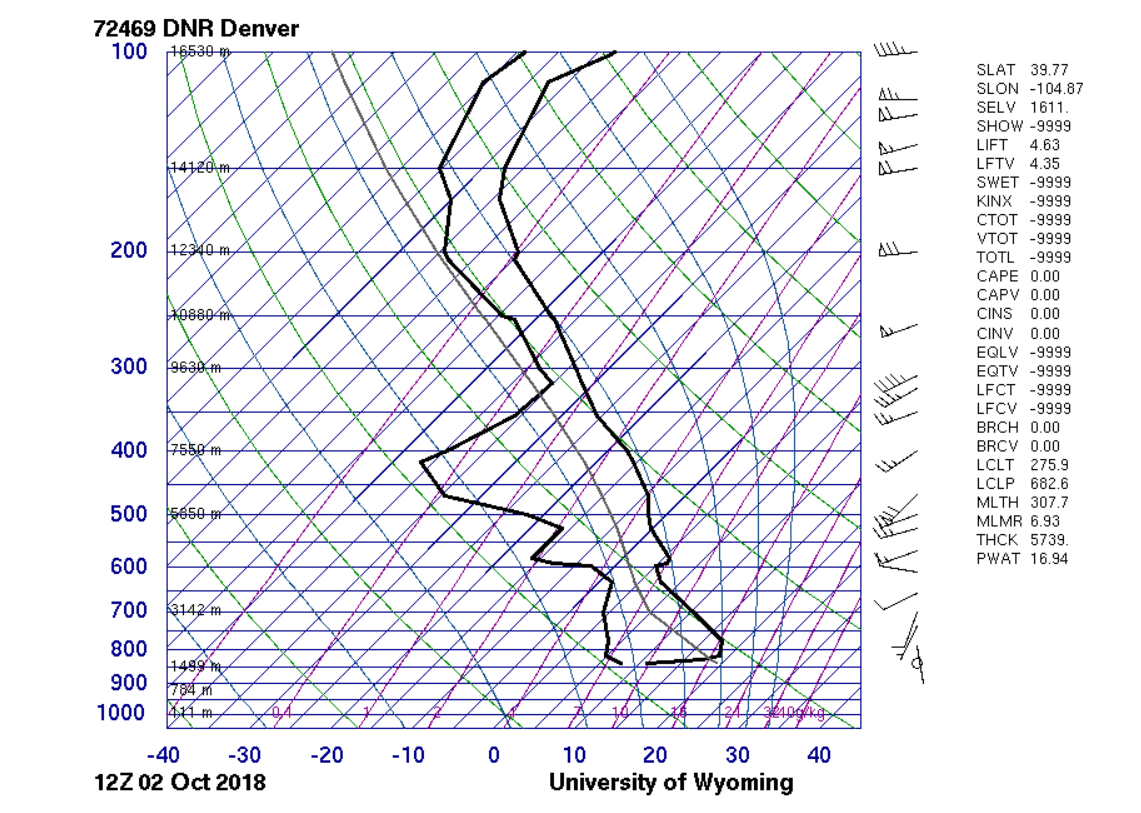 72469 DNR Denver
100 16530 m
14120 m
200 12340 m
10880 m
300 9630 m
400 7550 m
500 5850 m
600
700 3142 m
800
1499 m
900
784 m
1000 111 m
0.4 1 2 4 7 10 16 24 32 40g/kg
-40 -30 -20 -10 0 10 20 30 40
12Z 02 Oct 2018 University of Wyoming
SLAT 39.77
SLON -104.87
SELV 1611.
SHOW -9999
LIFT 4.63
LFTV 4.35
SWET -9999
KINX -9999
CTOT -9999
VTOT -9999
TOTL -9999
CAPE 0.00
CAPV 0.00
CINS 0.00
CINV 0.00
EQLV -9999
EQTV -9999
LFCT -9999
LFCV -9999
BRCH 0.00
BRCV 0.00
LCLT 275.9
LCLP 682.6
MLTH 307.7
MLMR 6.93
THCK 5739.
PWAT 16.94